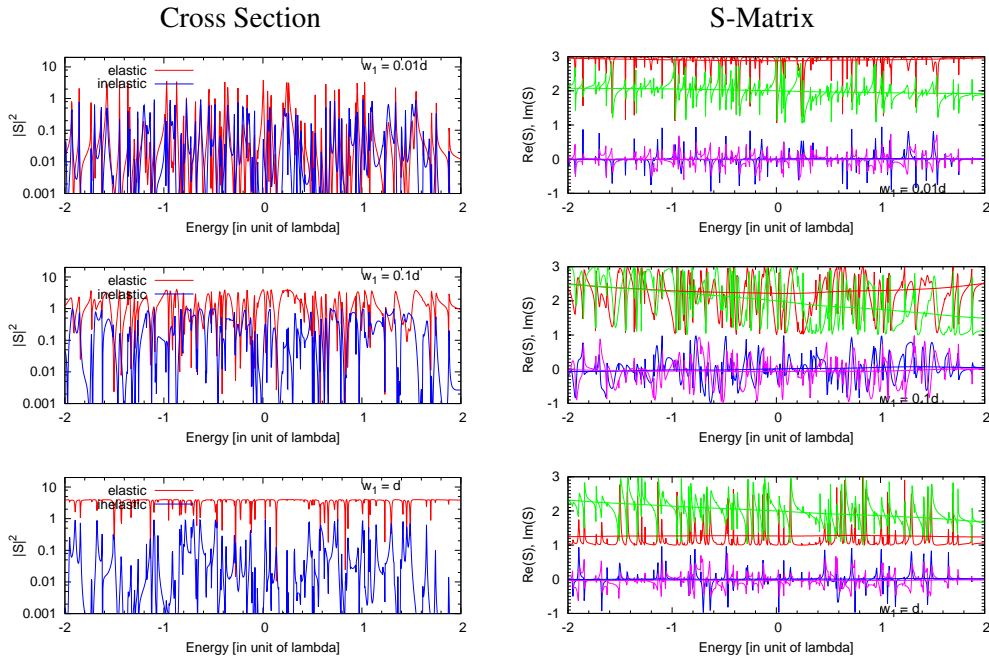 Cross Section
S-Matrix
10
1
0.1
0.01
0.001
|S|²
elastic
inelastic
w₁ = 0.01d
-2
-1
0
1
2
Energy [in unit of lambda]
3
2
1
0
-1
Re(S), Im(S)
w₁ = 0.01d
-2
-1
0
1
2
Energy [in unit of lambda]
10
1
0.1
0.01
0.001
|S|²
elastic
inelastic
w₁ = 0.1d
-2
-1
0
1
2
Energy [in unit of lambda]
3
2
1
0
-1
Re(S), Im(S)
w₁ = 0.1d
-2
-1
0
1
2
Energy [in unit of lambda]
10
1
0.1
0.01
0.001
|S|²
elastic
inelastic
w₁ = d
-2
-1
0
1
2
Energy [in unit of lambda]
3
2
1
0
-1
Re(S), Im(S)
w₁ = d
-2
-1
0
1
2
Energy [in unit of lambda]